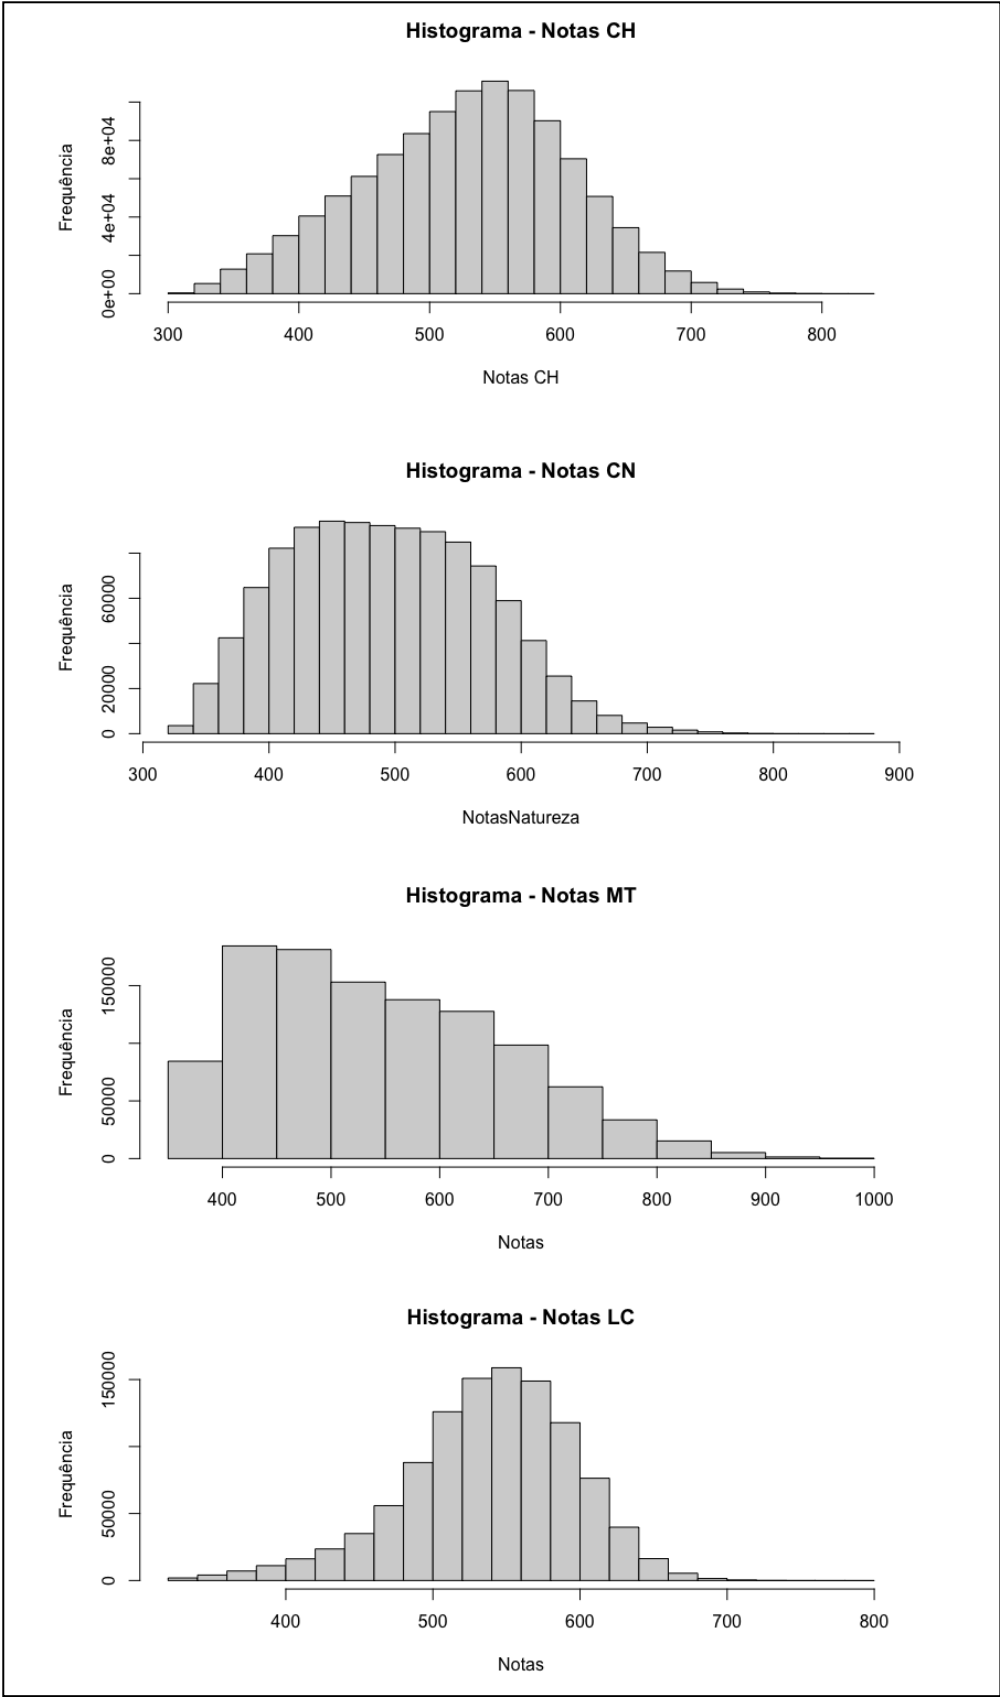 Histograma - Notas CH
Frequência
0e+00 4e+04 8e+04
300 400 500 600 700 800
Notas CH
Histograma - Notas CN
Frequência
0 20000 60000
300 400 500 600 700 800 900
NotasNatureza
Histograma - Notas MT
Frequência
0 50000 150000
400 500 600 700 800 900 1000
Notas
Histograma - Notas LC
Frequência
0 50000 150000
400 500 600 700 800
Notas